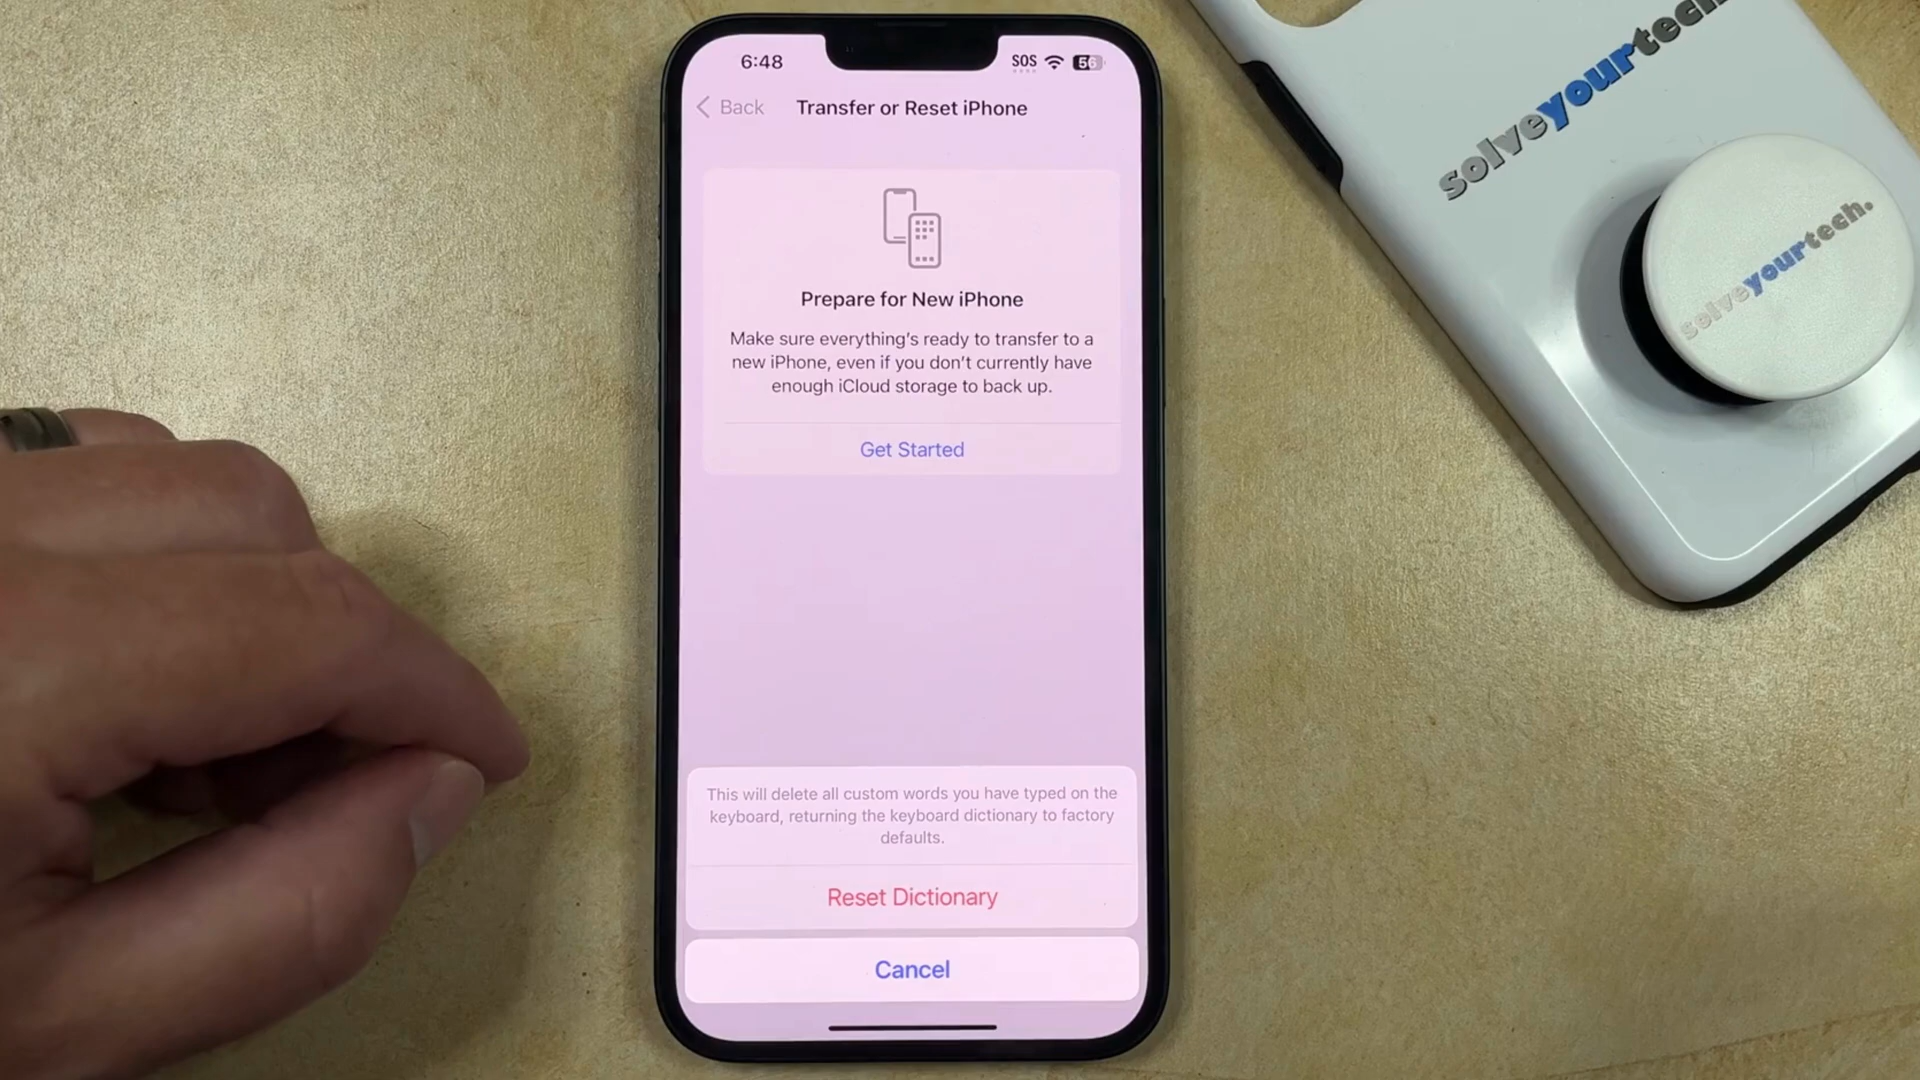 6:48
SOS
56
Back
Transfer or Reset iPhone
Prepare for New iPhone
Make sure everything's ready to transfer to a
new iPhone, even if you don't currently have
enough iCloud storage to back up.
Get Started
This will delete all custom words you have typed on the
keyboard, returning the keyboard dictionary to factory
defaults.
Reset Dictionary
Cancel
solveyourtech.
solveyourtech.